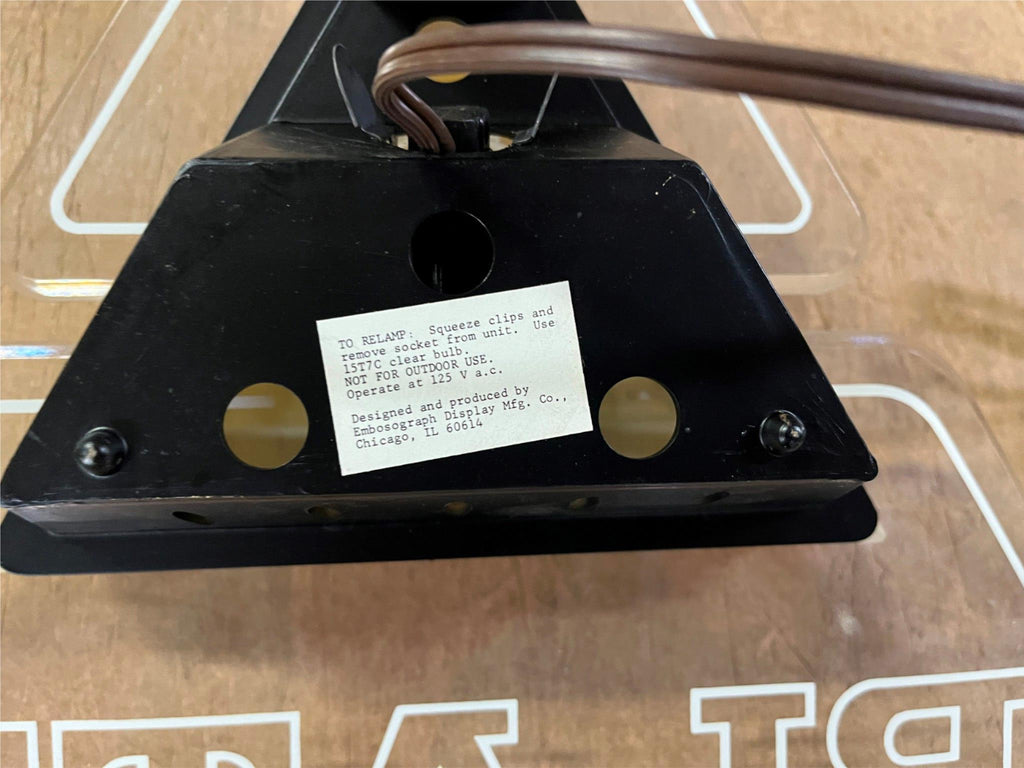 TO RELAMP: Squeeze clips and
remove socket from unit. Use
15T7C clear bulb.
NOT FOR OUTDOOR USE.
Operate at 125 V a.c.
Designed and produced by
Embosograph Display Mfg. Co.,
Chicago, IL 60614